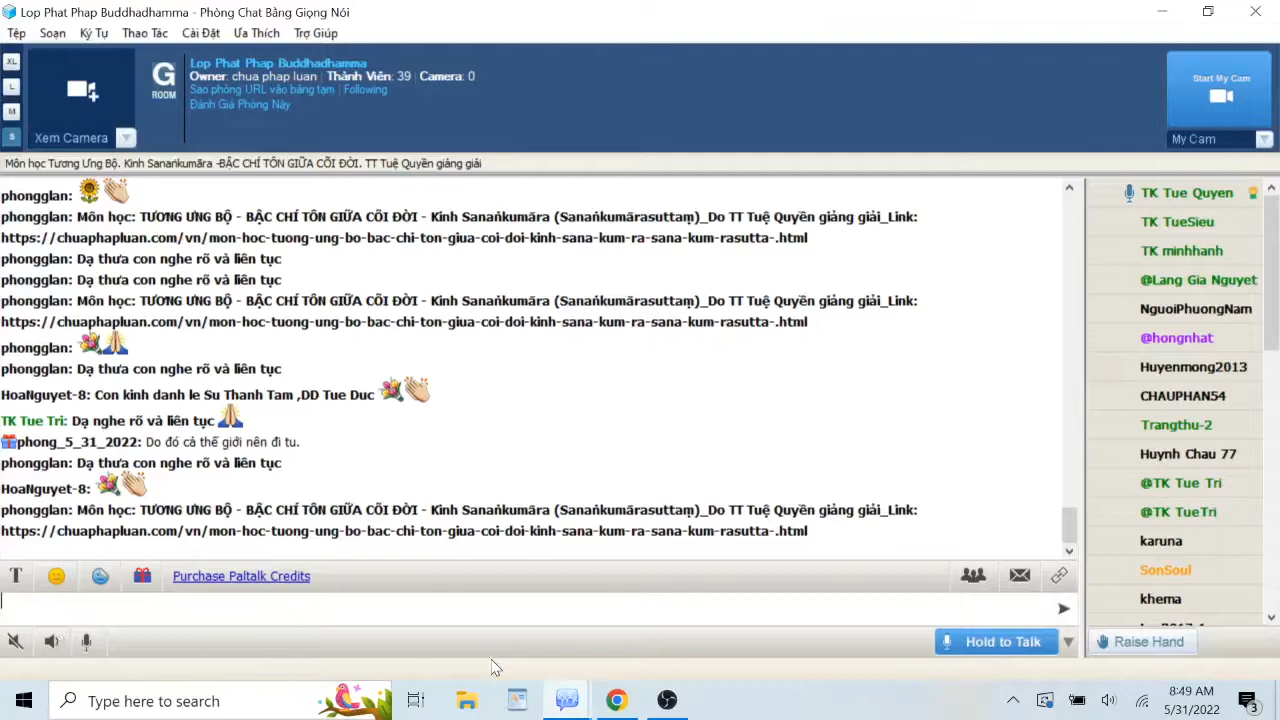 Lop Phat Phap Buddhadhamma - Phòng Chat Bằng Giọng Nói
Tệp Soạn Ký Tự Thao Tác Cài Đặt Ưa Thích Trợ Giúp
XL
L
M
S
Xem Camera
G
ROOM
Lop Phat Phap Buddhadhamma
Owner: chua phap luan | Thành Viên: 39 | Camera: 0
Sao phòng URL vào bảng tạm | Following
Đánh Giá Phòng Này
Start My Cam
My Cam
Môn học Tương Ưng Bộ. Kinh Sanaṅkumāra -BẬC CHÍ TÔN GIỮA CÕI ĐỜI. TT Tuệ Quyền giảng giải
phongglan:
phongglan: Môn học: TƯƠNG ƯNG BỘ - BẬC CHÍ TÔN GIỮA CÕI ĐỜI - Kinh Sanaṅkumāra (Sanaṅkumārasuttaṃ)_Do TT Tuệ Quyền giảng giải_Link:
https://chuaphapluan.com/vn/mon-hoc-tuong-ung-bo-bac-chi-ton-giua-coi-doi-kinh-sana-kum-ra-sana-kum-rasutta-.html
phongglan: Dạ thưa con nghe rõ và liên tục
phongglan: Dạ thưa con nghe rõ và liên tục
phongglan: Môn học: TƯƠNG ƯNG BỘ - BẬC CHÍ TÔN GIỮA CÕI ĐỜI - Kinh Sanaṅkumāra (Sanaṅkumārasuttaṃ)_Do TT Tuệ Quyền giảng giải_Link:
https://chuaphapluan.com/vn/mon-hoc-tuong-ung-bo-bac-chi-ton-giua-coi-doi-kinh-sana-kum-ra-sana-kum-rasutta-.html
phongglan:
phongglan: Dạ thưa con nghe rõ và liên tục
HoaNguyet-8: Con kinh danh le Su Thanh Tam ,DD Tue Duc
TK Tue Tri: Dạ nghe rõ và liên tục
phong_5_31_2022: Do đó cả thế giới nên đi tu.
phongglan: Dạ thưa con nghe rõ và liên tục
HoaNguyet-8:
phongglan: Môn học: TƯƠNG ƯNG BỘ - BẬC CHÍ TÔN GIỮA CÕI ĐỜI - Kinh Sanaṅkumāra (Sanaṅkumārasuttaṃ)_Do TT Tuệ Quyền giảng giải_Link:
https://chuaphapluan.com/vn/mon-hoc-tuong-ung-bo-bac-chi-ton-giua-coi-doi-kinh-sana-kum-ra-sana-kum-rasutta-.html
TK Tue Quyen
TK TueSieu
TK minhhanh
@Lang Gia Nguyet
NguoiPhuongNam
@hongnhat
Huyenmong2013
CHAUPHAN54
Trangthu-2
Huynh Chau 77
@TK Tue Tri
@TK TueTri
karuna
SonSoul
khema
T
Purchase Paltalk Credits
Hold to Talk
Raise Hand
Type here to search
8:49 AM
5/31/2022
3